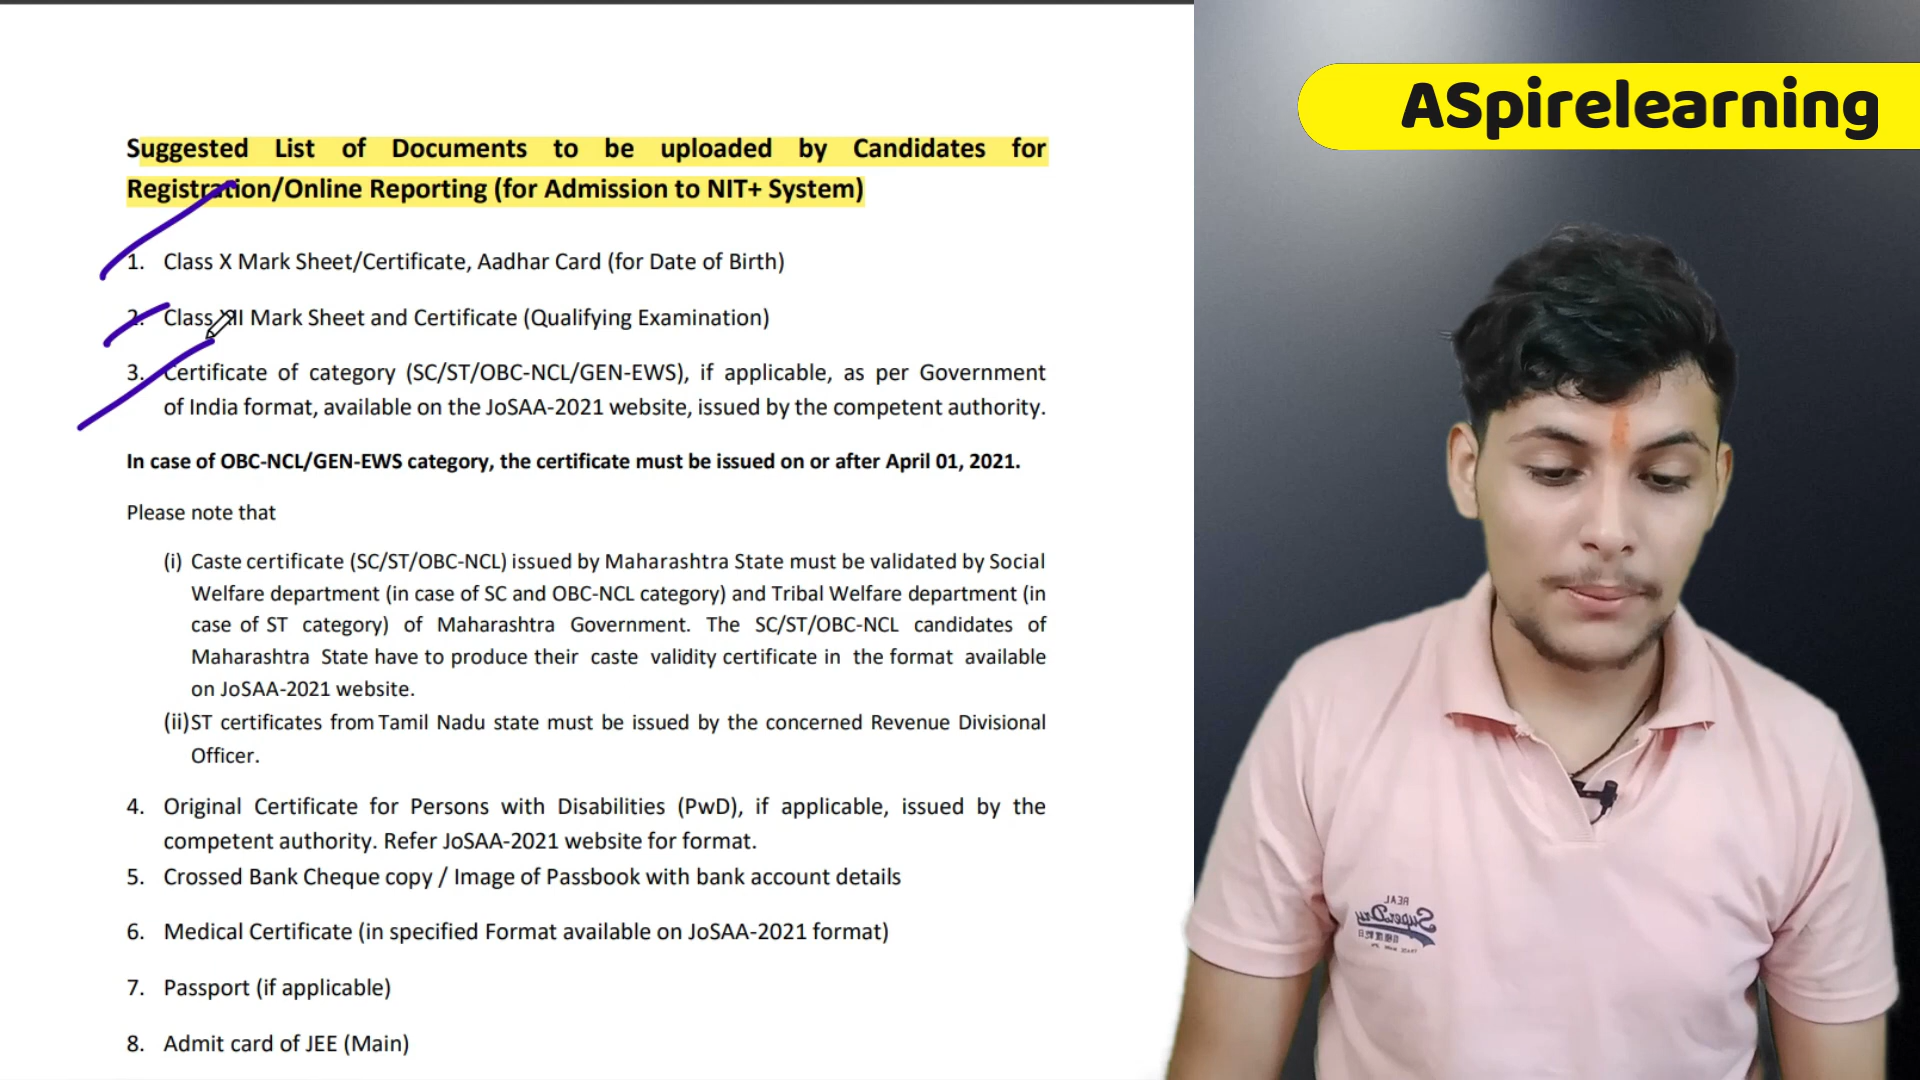 ASpirelearning
Suggested List of Documents to be uploaded by Candidates for
Registration/Online Reporting (for Admission to NIT+ System)
1. Class X Mark Sheet/Certificate, Aadhar Card (for Date of Birth)
2. Class XII Mark Sheet and Certificate (Qualifying Examination)
3. Certificate of category (SC/ST/OBC-NCL/GEN-EWS), if applicable, as per Government
of India format, available on the JoSAA-2021 website, issued by the competent authority.
In case of OBC-NCL/GEN-EWS category, the certificate must be issued on or after April 01, 2021.
Please note that
(i) Caste certificate (SC/ST/OBC-NCL) issued by Maharashtra State must be validated by Social
Welfare department (in case of SC and OBC-NCL category) and Tribal Welfare department (in
case of ST category) of Maharashtra Government. The SC/ST/OBC-NCL candidates of
Maharashtra State have to produce their caste validity certificate in the format available
on JoSAA-2021 website.
(ii)ST certificates from Tamil Nadu state must be issued by the concerned Revenue Divisional
Officer.
4. Original Certificate for Persons with Disabilities (PwD), if applicable, issued by the
competent authority. Refer JoSAA-2021 website for format.
5. Crossed Bank Cheque copy / Image of Passbook with bank account details
6. Medical Certificate (in specified Format available on JoSAA-2021 format)
7. Passport (if applicable)
8. Admit card of JEE (Main)
REAL
SuperDry